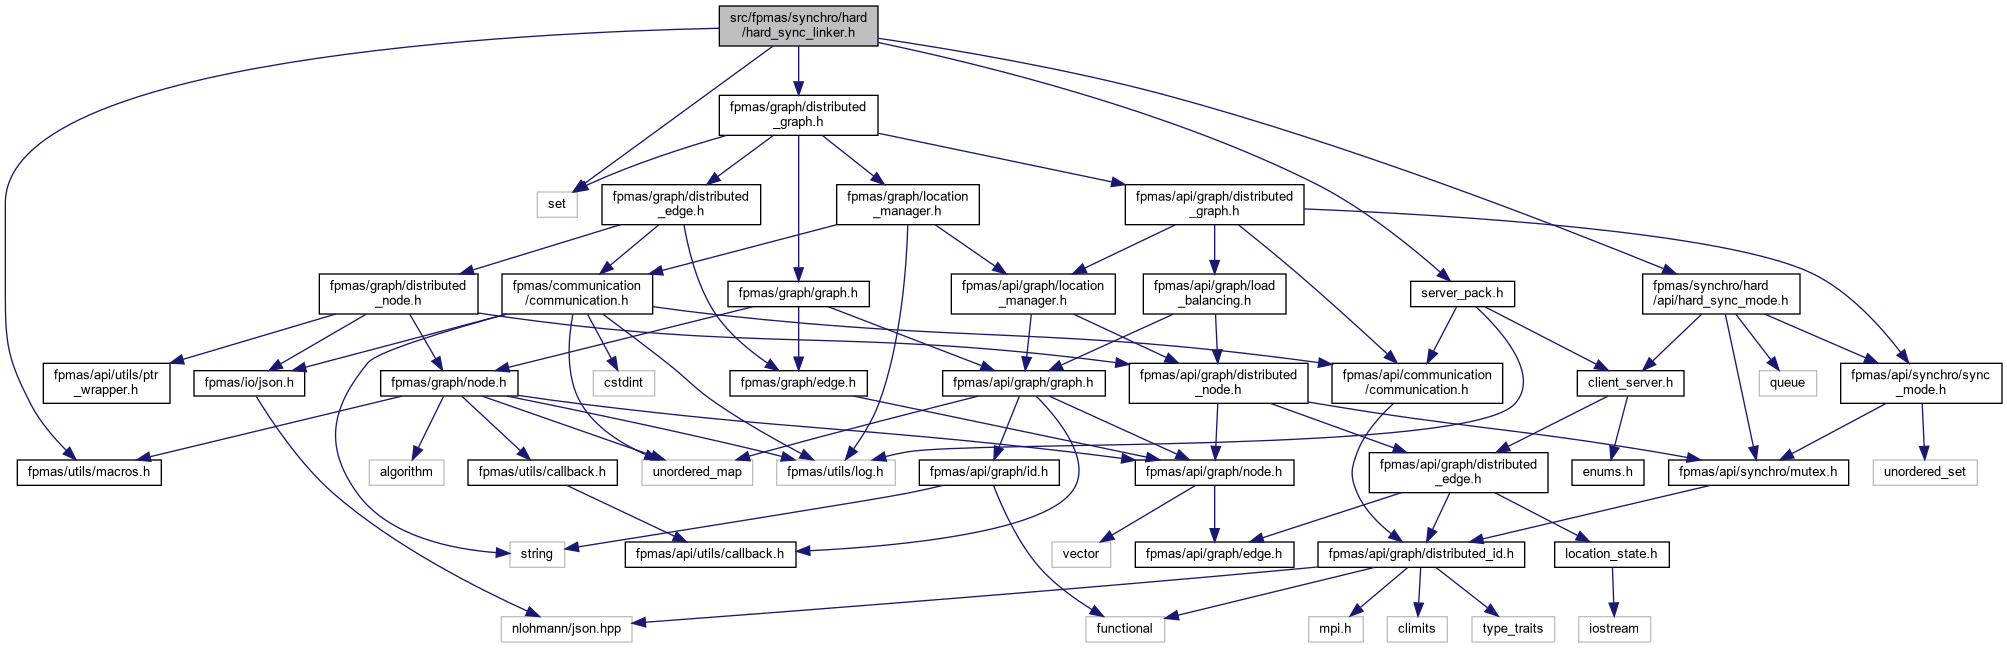 src/fpmas/synchro/hard
/hard_sync_linker.h
fpmas/graph/distributed
_graph.h
set
fpmas/graph/distributed
_edge.h
fpmas/graph/location
_manager.h
fpmas/api/graph/distributed
_graph.h
fpmas/graph/distributed
_node.h
fpmas/communication
/communication.h
fpmas/graph/graph.h
fpmas/api/graph/location
_manager.h
fpmas/api/graph/load
_balancing.h
server_pack.h
fpmas/synchro/hard
/api/hard_sync_mode.h
fpmas/api/utils/ptr
_wrapper.h
fpmas/io/json.h
fpmas/graph/node.h
cstdint
fpmas/graph/edge.h
fpmas/api/graph/graph.h
fpmas/api/graph/distributed
_node.h
fpmas/api/communication
/communication.h
client_server.h
queue
fpmas/api/synchro/sync
_mode.h
fpmas/utils/macros.h
algorithm
fpmas/utils/callback.h
unordered_map
fpmas/utils/log.h
fpmas/api/graph/id.h
fpmas/api/graph/node.h
fpmas/api/graph/distributed
_edge.h
enums.h
fpmas/api/synchro/mutex.h
unordered_set
string
fpmas/api/utils/callback.h
vector
fpmas/api/graph/edge.h
fpmas/api/graph/distributed_id.h
location_state.h
nlohmann/json.hpp
functional
mpi.h
climits
type_traits
iostream